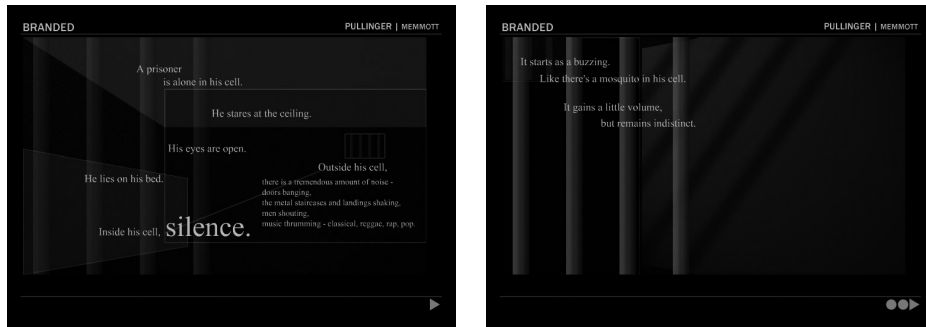 BRANDED
PULLINGER | MEMMOTT
A prisoner
is alone in his cell.
He stares at the ceiling.
His eyes are open.
Outside his cell,
there is a tremendous amount of noise -
doors banging,
the metal staircases and landings shaking,
men shouting,
music thrumming - classical, reggae, rap, pop.
He lies on his bed.
Inside his cell, silence.
BRANDED
PULLINGER | MEMMOTT
It starts as a buzzing.
Like there's a mosquito in his cell.
It gains a little volume,
but remains indistinct.